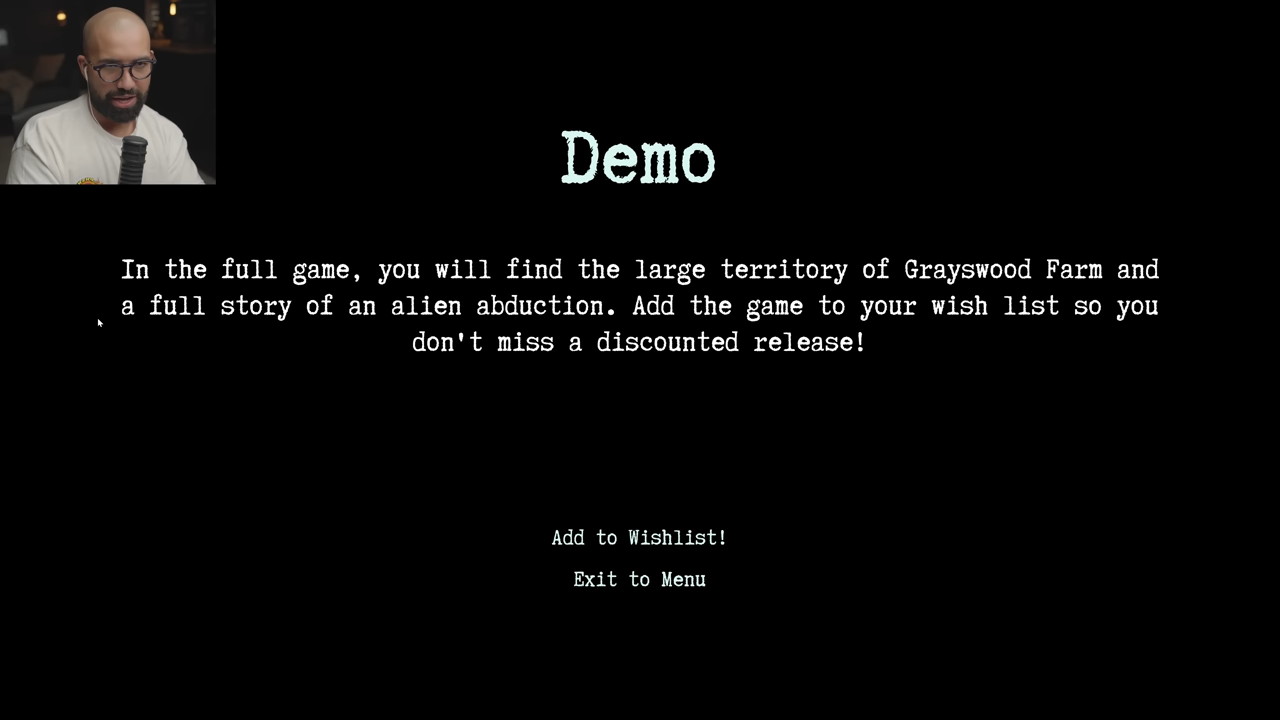 Demo
In the full game, you will find the large territory of Grayswood Farm and
a full story of an alien abduction. Add the game to your wish list so you
don't miss a discounted release!
Add to Wishlist!
Exit to Menu